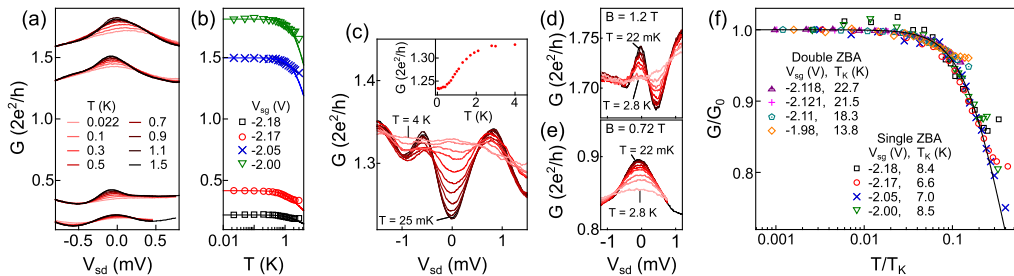 (a)
G (2e²/h)
1.5
0.5
T (K)
0.022 0.7
0.1 0.9
0.3 1.1
0.5 1.5
-0.5 0.0 0.5
V_sd (mV)
(b)
1.5
0.5
V_sg (V)
-2.18
-2.17
-2.05
-2.00
0.02 0.1 1
T (K)
(c)
G (2e²/h)
1.4
1.3
G (2e²/h)
1.30
1.25
0 2 4
T (K)
T = 4 K
T = 25 mK
-1 0 1
V_sd (mV)
(d)
B = 1.2 T
T = 22 mK
T = 2.8 K
G (2e²/h)
1.75
1.70
(e)
B = 0.72 T
T = 22 mK
T = 2.8 K
G (2e²/h)
0.9
0.8
-1 0 1
V_sd (mV)
(f)
G/G₀
1.0
0.9
0.8
Double ZBA
V_sg (V), T_K (K)
-2.118, 22.7
-2.121, 21.5
-2.11, 18.3
-1.98, 13.8
Single ZBA
V_sg (V), T_K (K)
-2.18, 8.4
-2.17, 6.6
-2.05, 7.0
-2.00, 8.5
0.001 0.01 0.1
T/T_K